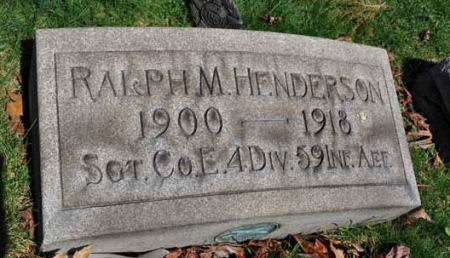 RALPH M. HENDERSON
1900 — 1918
SGT. CO. E. 4 DIV. 59 INF. AEF.